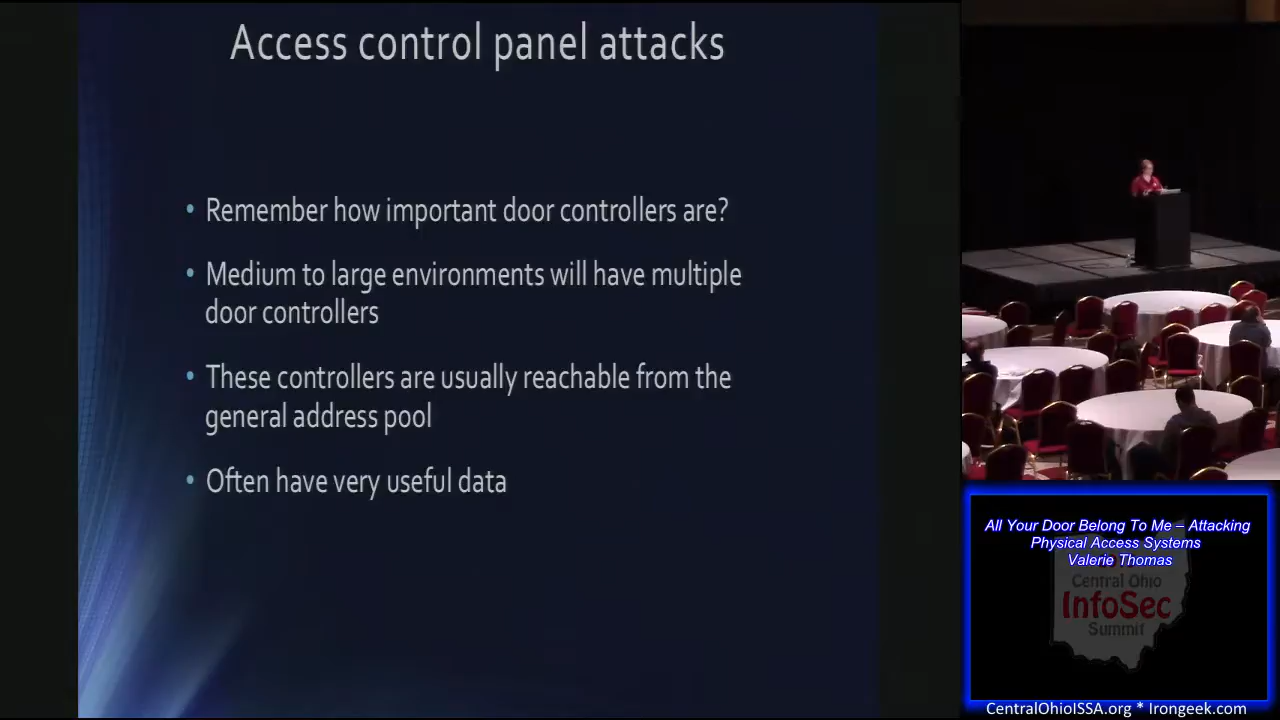 Access control panel attacks
• Remember how important door controllers are?
• Medium to large environments will have multiple
door controllers
• These controllers are usually reachable from the
general address pool
• Often have very useful data
All Your Door Belong To Me – Attacking
Physical Access Systems
Valerie Thomas
Central Ohio
InfoSec
Summit
CentralOhioISSA.org * Irongeek.com